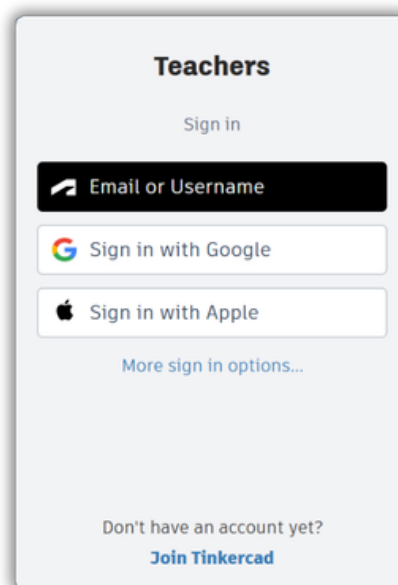 Teachers
Sign in
Email or Username
Sign in with Google
Sign in with Apple
More sign in options...
Don't have an account yet?
Join Tinkercad